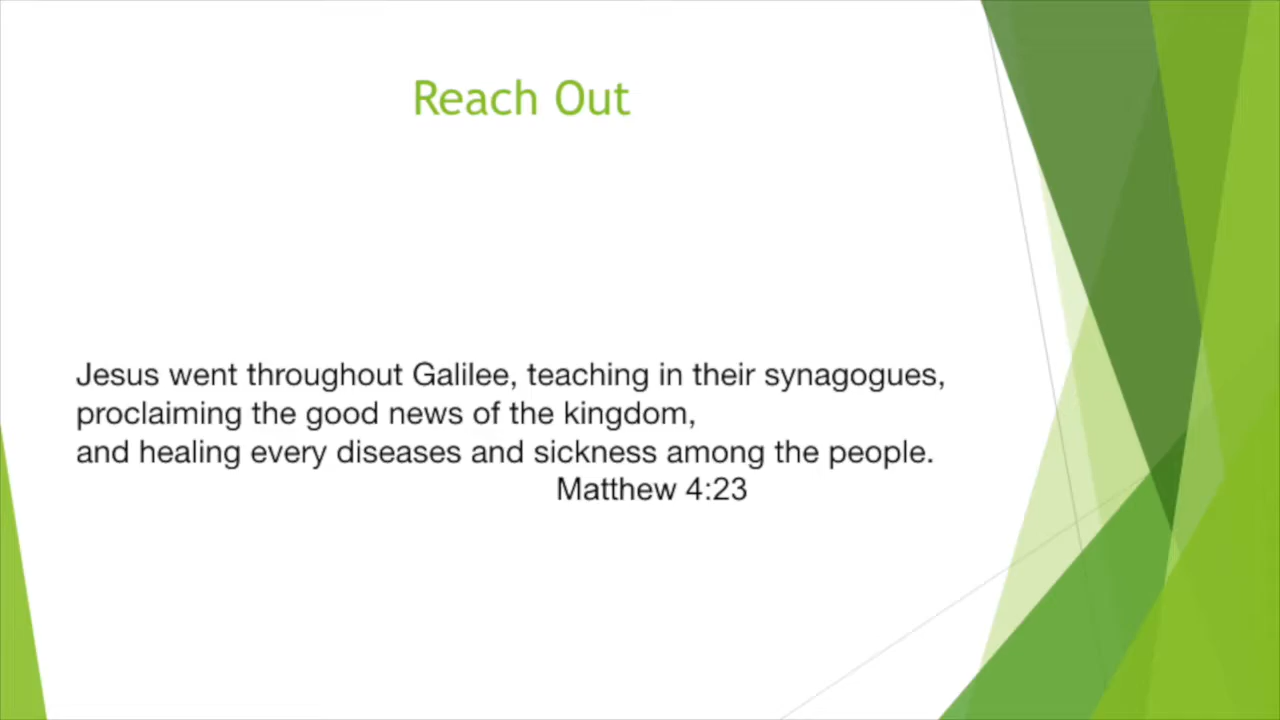 Reach Out
Jesus went throughout Galilee, teaching in their synagogues,
proclaiming the good news of the kingdom,
and healing every diseases and sickness among the people.
Matthew 4:23